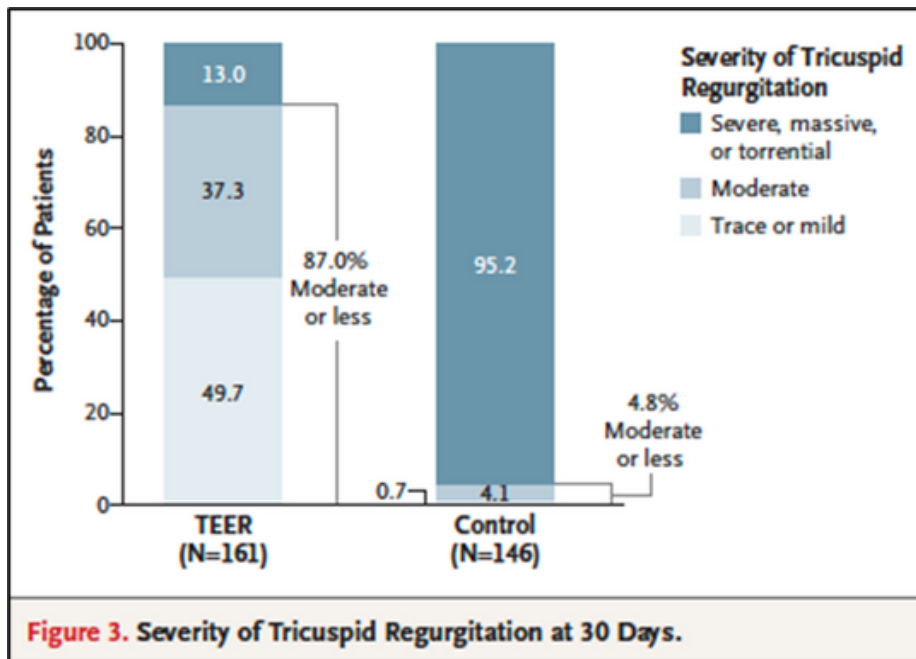 100
80
60
40
20
0
Percentage of Patients
13.0
37.3
49.7
87.0%
Moderate
or less
TEER
(N=161)
95.2
4.1
0.7
4.8%
Moderate
or less
Control
(N=146)
Severity of Tricuspid
Regurgitation
Severe, massive,
or torrential
Moderate
Trace or mild
Figure 3. Severity of Tricuspid Regurgitation at 30 Days.